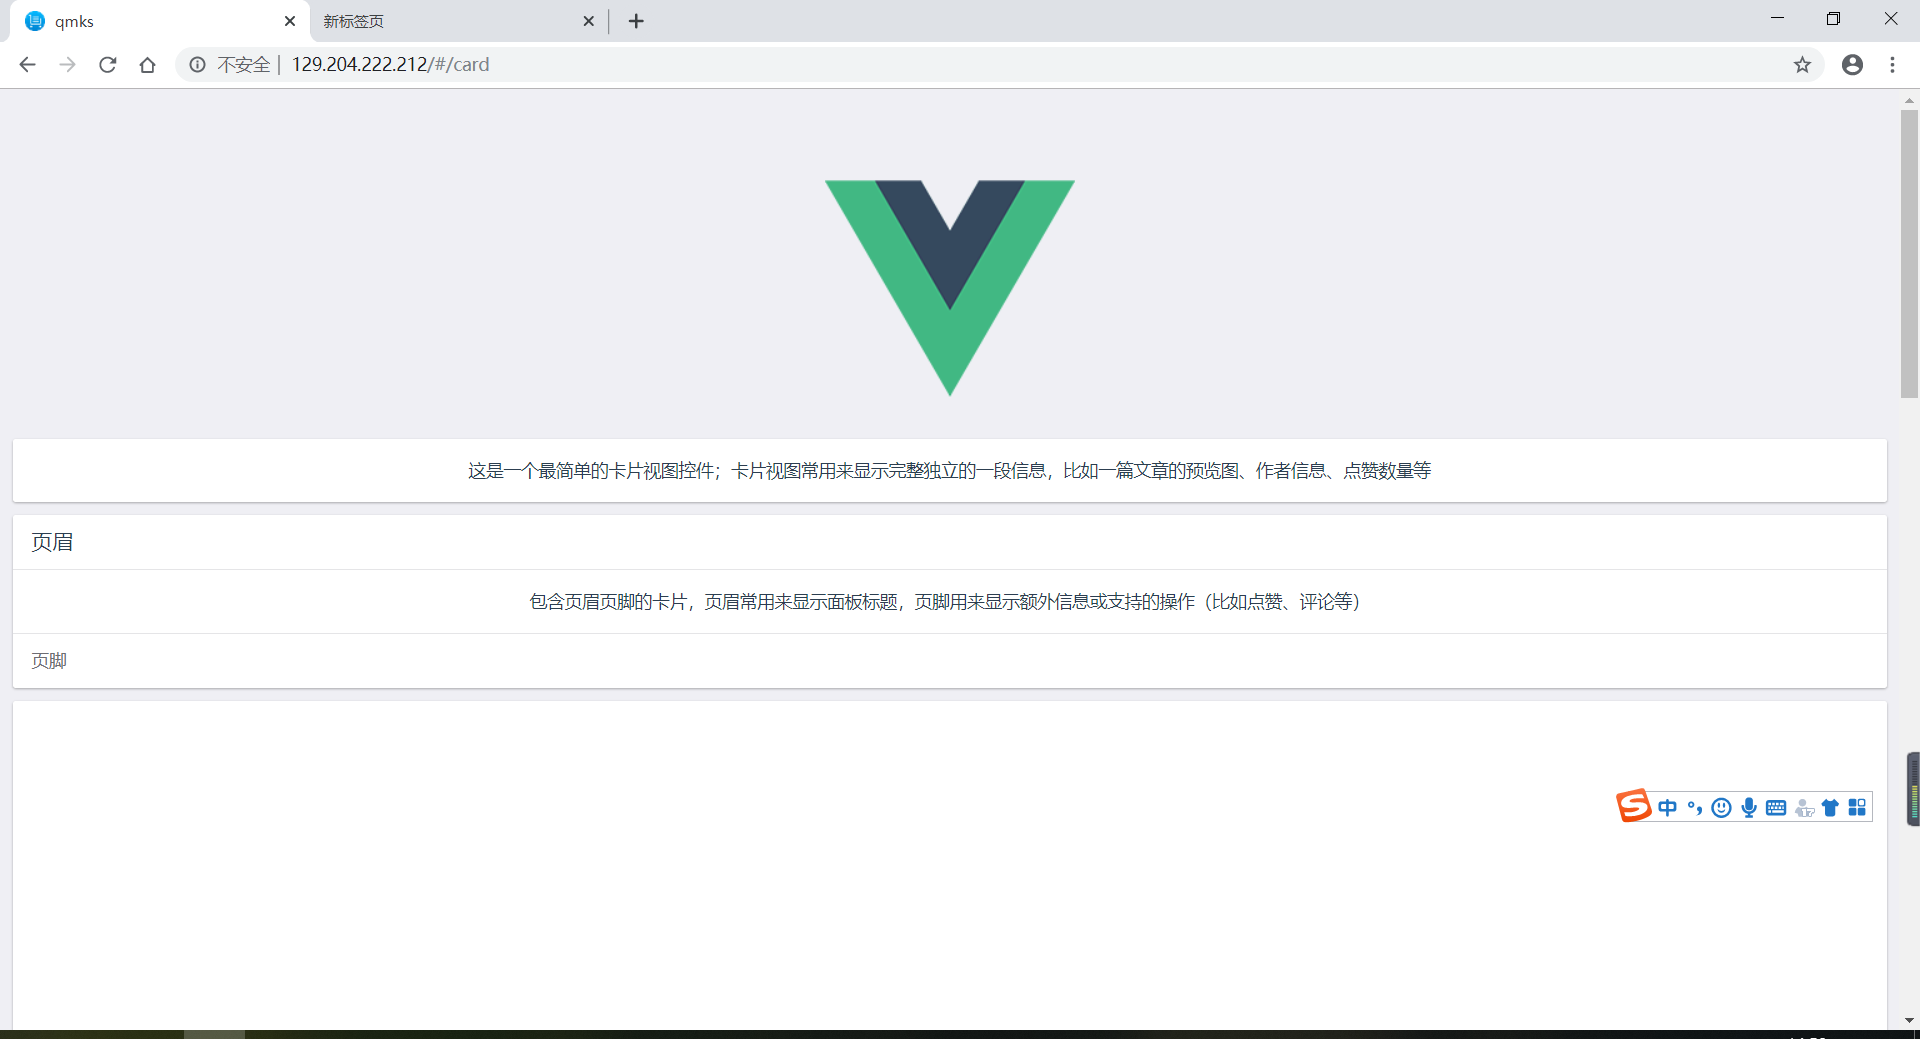 qmks
新标签页
不安全 | 129.204.222.212/#/card
这是一个最简单的卡片视图控件；卡片视图常用来显示完整独立的一段信息，比如一篇文章的预览图、作者信息、点赞数量等
页眉
包含页眉页脚的卡片，页眉常用来显示面板标题，页脚用来显示额外信息或支持的操作（比如点赞、评论等）
页脚
中